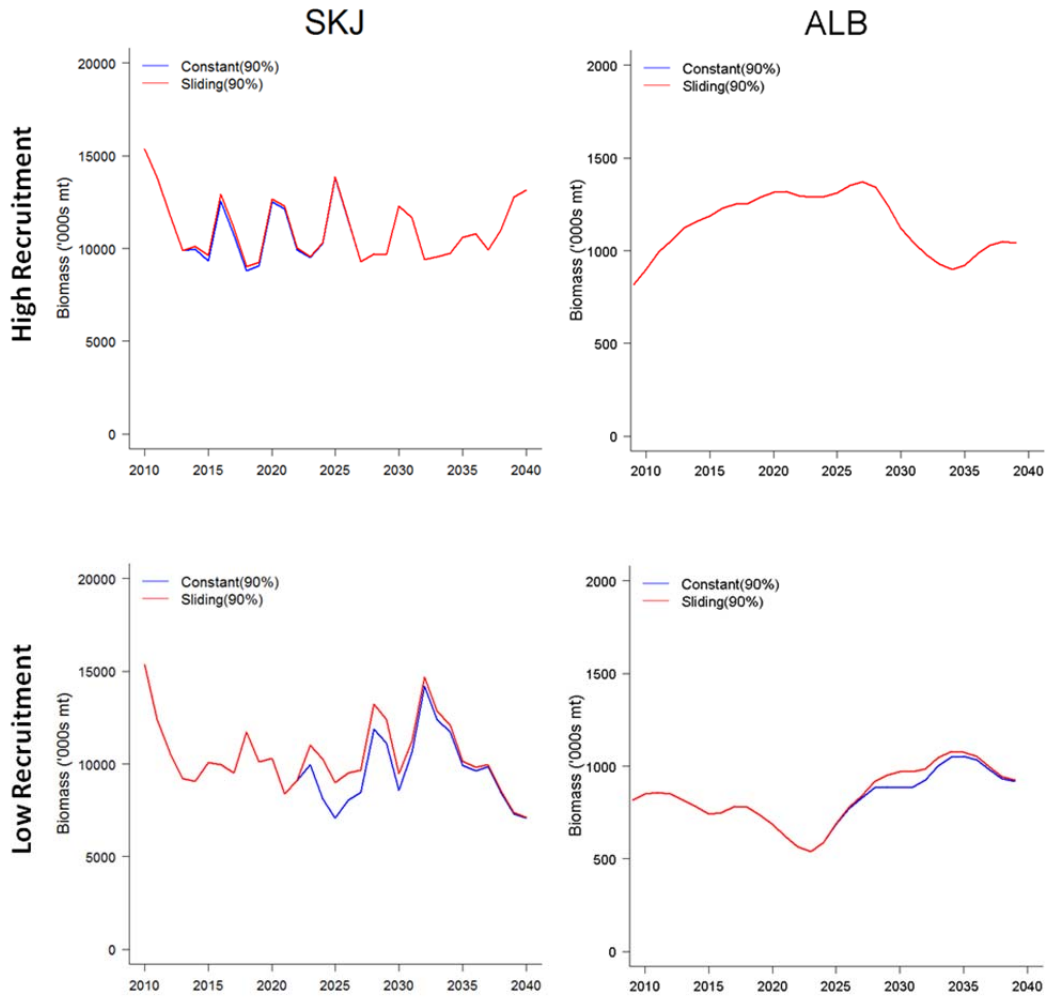 SKJ
ALB
High Recruitment
Biomass ('000s mt)
20000
15000
10000
5000
0
Constant(90%)
Sliding(90%)
2010 2015 2020 2025 2030 2035 2040
Biomass ('000s mt)
2000
1500
1000
500
0
Constant(90%)
Sliding(90%)
2010 2015 2020 2025 2030 2035 2040
Low Recruitment
Biomass ('000s mt)
20000
15000
10000
5000
0
Constant(90%)
Sliding(90%)
2010 2015 2020 2025 2030 2035 2040
Biomass ('000s mt)
2000
1500
1000
500
0
Constant(90%)
Sliding(90%)
2010 2015 2020 2025 2030 2035 2040